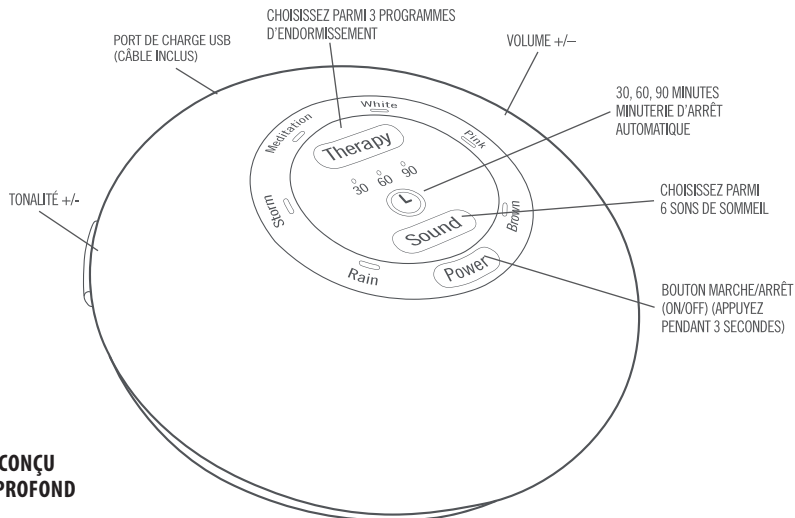 CHOISISSEZ PARMI 3 PROGRAMMES
D'ENDORMISSEMENT
PORT DE CHARGE USB
(CÂBLE INCLUS)
VOLUME +/–
30, 60, 90 MINUTES
MINUTERIE D'ARRÊT
AUTOMATIQUE
TONALITÉ +/-
CHOISISSEZ PARMI
6 SONS DE SOMMEIL
BOUTON MARCHE/ARRÊT
(ON/OFF) (APPUYEZ
PENDANT 3 SECONDES)
White
Meditation
Pink
Therapy
30 60 90
Storm
Sound
Brown
Rain
Power
CONÇU
PROFOND